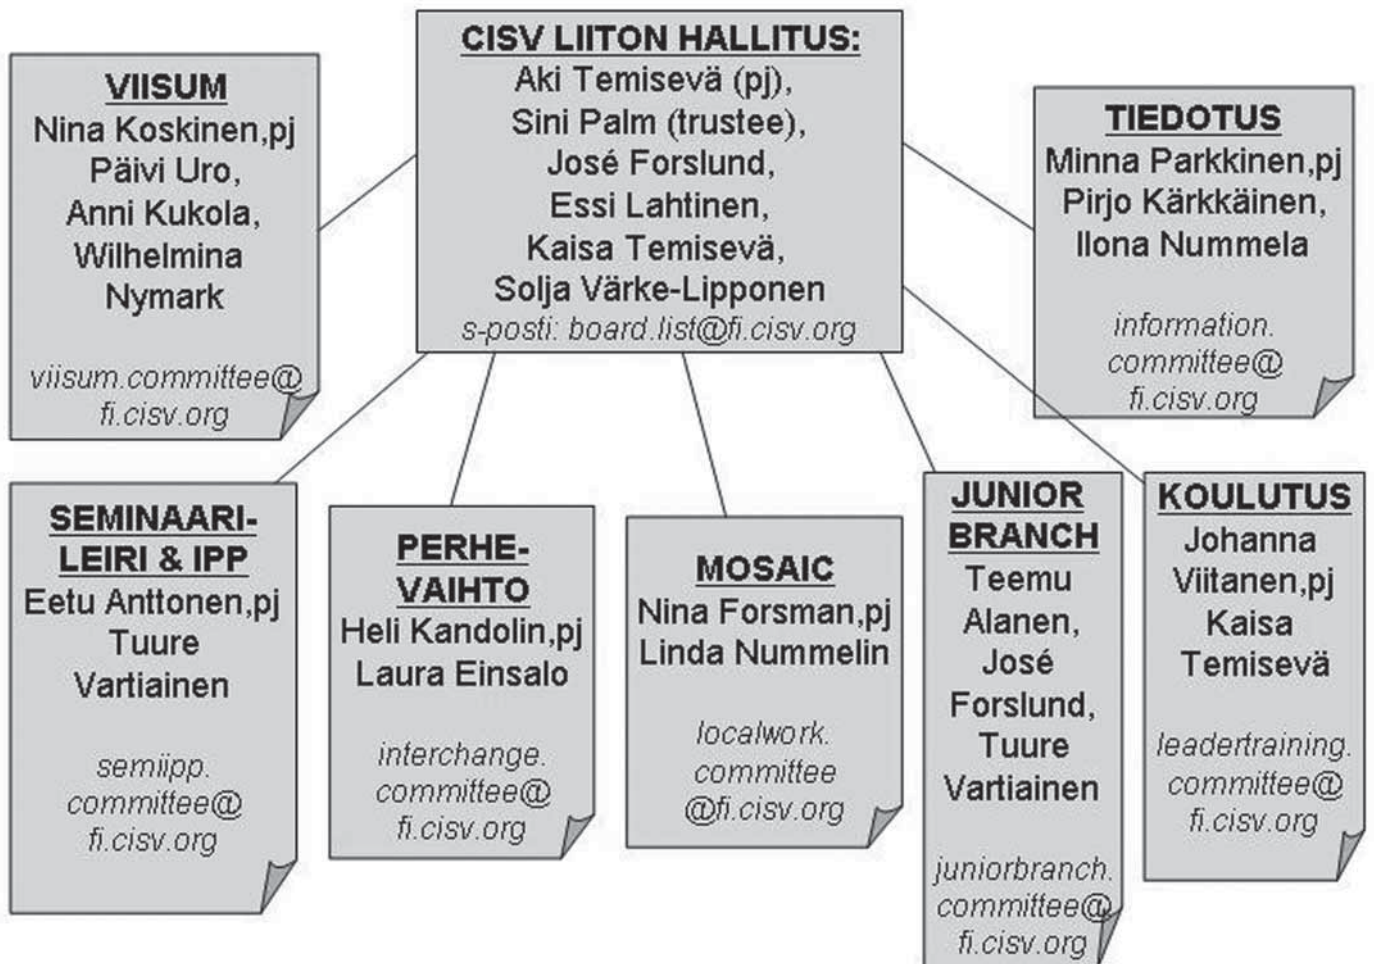 CISV LIITON HALLITUS:
Aki Temisevä (pj),
Sini Palm (trustee),
José Forslund,
Essi Lahtinen,
Kaisa Temisevä,
Solja Värke-Lipponen
s-posti: board.list@fi.cisv.org
VIISUM
Nina Koskinen,pj
Päivi Uro,
Anni Kukola,
Wilhelmina
Nymark
viisum.committee@
fi.cisv.org
TIEDOTUS
Minna Parkkinen,pj
Pirjo Kärkkäinen,
Ilona Nummela
information.
committee@
fi.cisv.org
SEMINAARI-
LEIRI & IPP
Eetu Anttonen,pj
Tuure
Vartiainen
semiipp.
committee@
fi.cisv.org
PERHE-
VAIHTO
Heli Kandolin,pj
Laura Einsalo
interchange.
committee@
fi.cisv.org
MOSAIC
Nina Forsman,pj
Linda Nummelin
localwork.
committee
@fi.cisv.org
JUNIOR
BRANCH
Teemu
Alanen,
José
Forslund,
Tuure
Vartiainen
juniorbranch.
committee@
fi.cisv.org
KOULUTUS
Johanna
Viitanen,pj
Kaisa
Temisevä
leadertraining.
committee@
fi.cisv.org